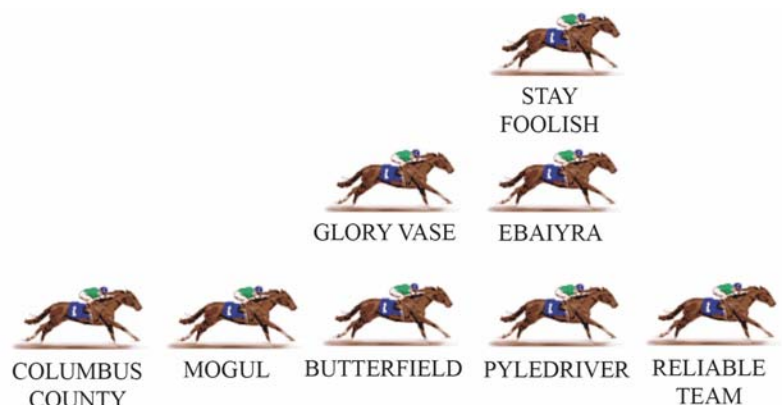 STAY
FOOLISH
GLORY VASE
EBAIYRA
COLUMBUS
COUNTY
MOGUL
BUTTERFIELD
PYLEDRIVER
RELIABLE
TEAM